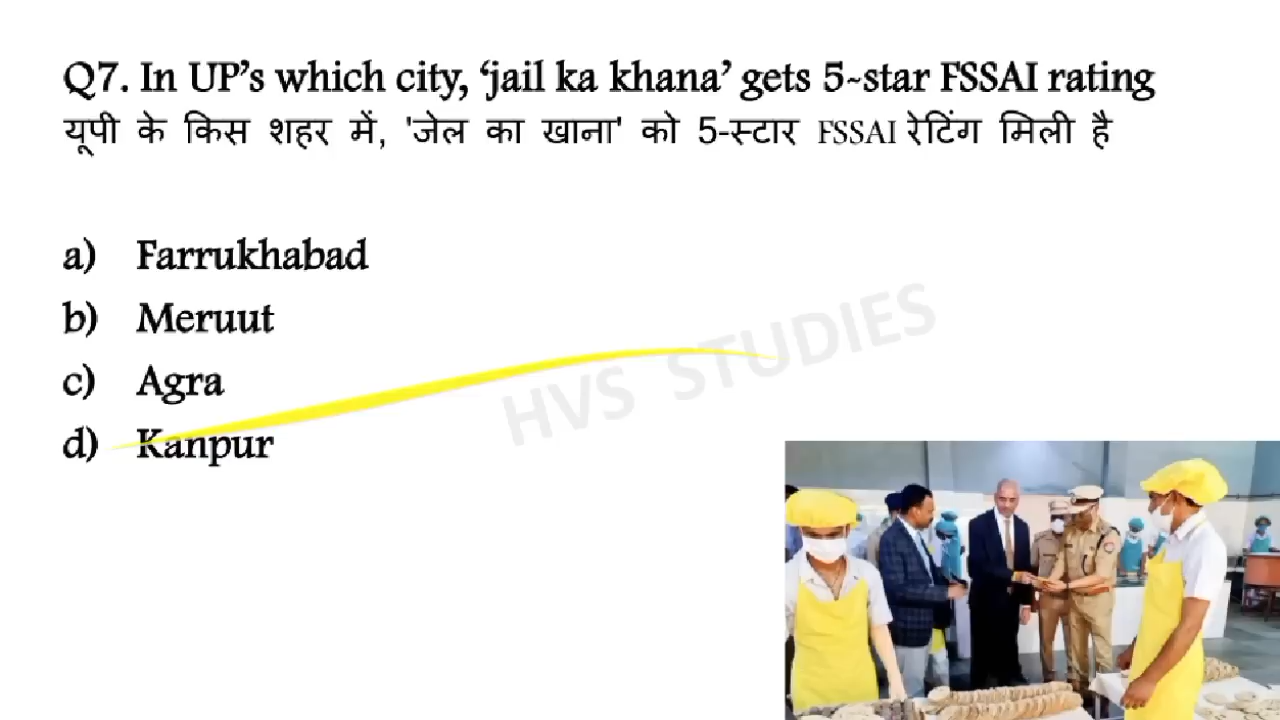 Q7. In UP’s which city, ‘jail ka khana’ gets 5-star FSSAI rating
यूपी के किस शहर में, 'जेल का खाना' को 5-स्टार FSSAI रेटिंग मिली है
a) Farrukhabad
b) Meruut
c) Agra
d) Kanpur
HVS STUDIES